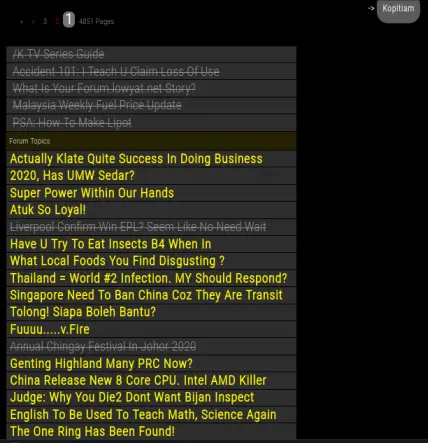 -> Kopitiam
« « 3 2 1 4851 Pages
/K TV Series Guide
Accident 101: I Teach U Claim Loss Of Use
What Is Your Forum.lowyat.net Story?
Malaysia Weekly Fuel Price Update
PSA: How To Make Lipat
Forum Topics
Actually Klate Quite Success In Doing Business
2020, Has UMW Sedar?
Super Power Within Our Hands
Atuk So Loyal!
Liverpool Confirm Win EPL? Seem Like No Need Wait
Have U Try To Eat Insects B4 When In
What Local Foods You Find Disgusting ?
Thailand = World #2 Infection. MY Should Respond?
Singapore Need To Ban China Coz They Are Transit
Tolong! Siapa Boleh Bantu?
Fuuuu.....v.Fire
Annual Chingay Festival In Johor 2020
Genting Highland Many PRC Now?
China Release New 8 Core CPU. Intel AMD Killer
Judge: Why You Die2 Dont Want Bijan Inspect
English To Be Used To Teach Math, Science Again
The One Ring Has Been Found!